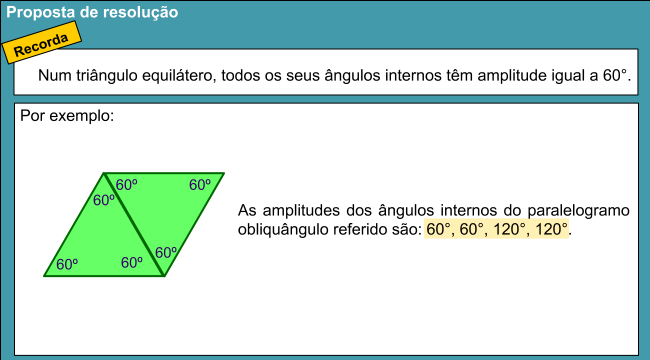 Proposta de resolução
Recorda
Num triângulo equilátero, todos os seus ângulos internos têm amplitude igual a 60°.
Por exemplo:
60º 60º
60º
As amplitudes dos ângulos internos do paralelogramo
obliquângulo referido são: 60°, 60°, 120°, 120°.
60º
60º 60º